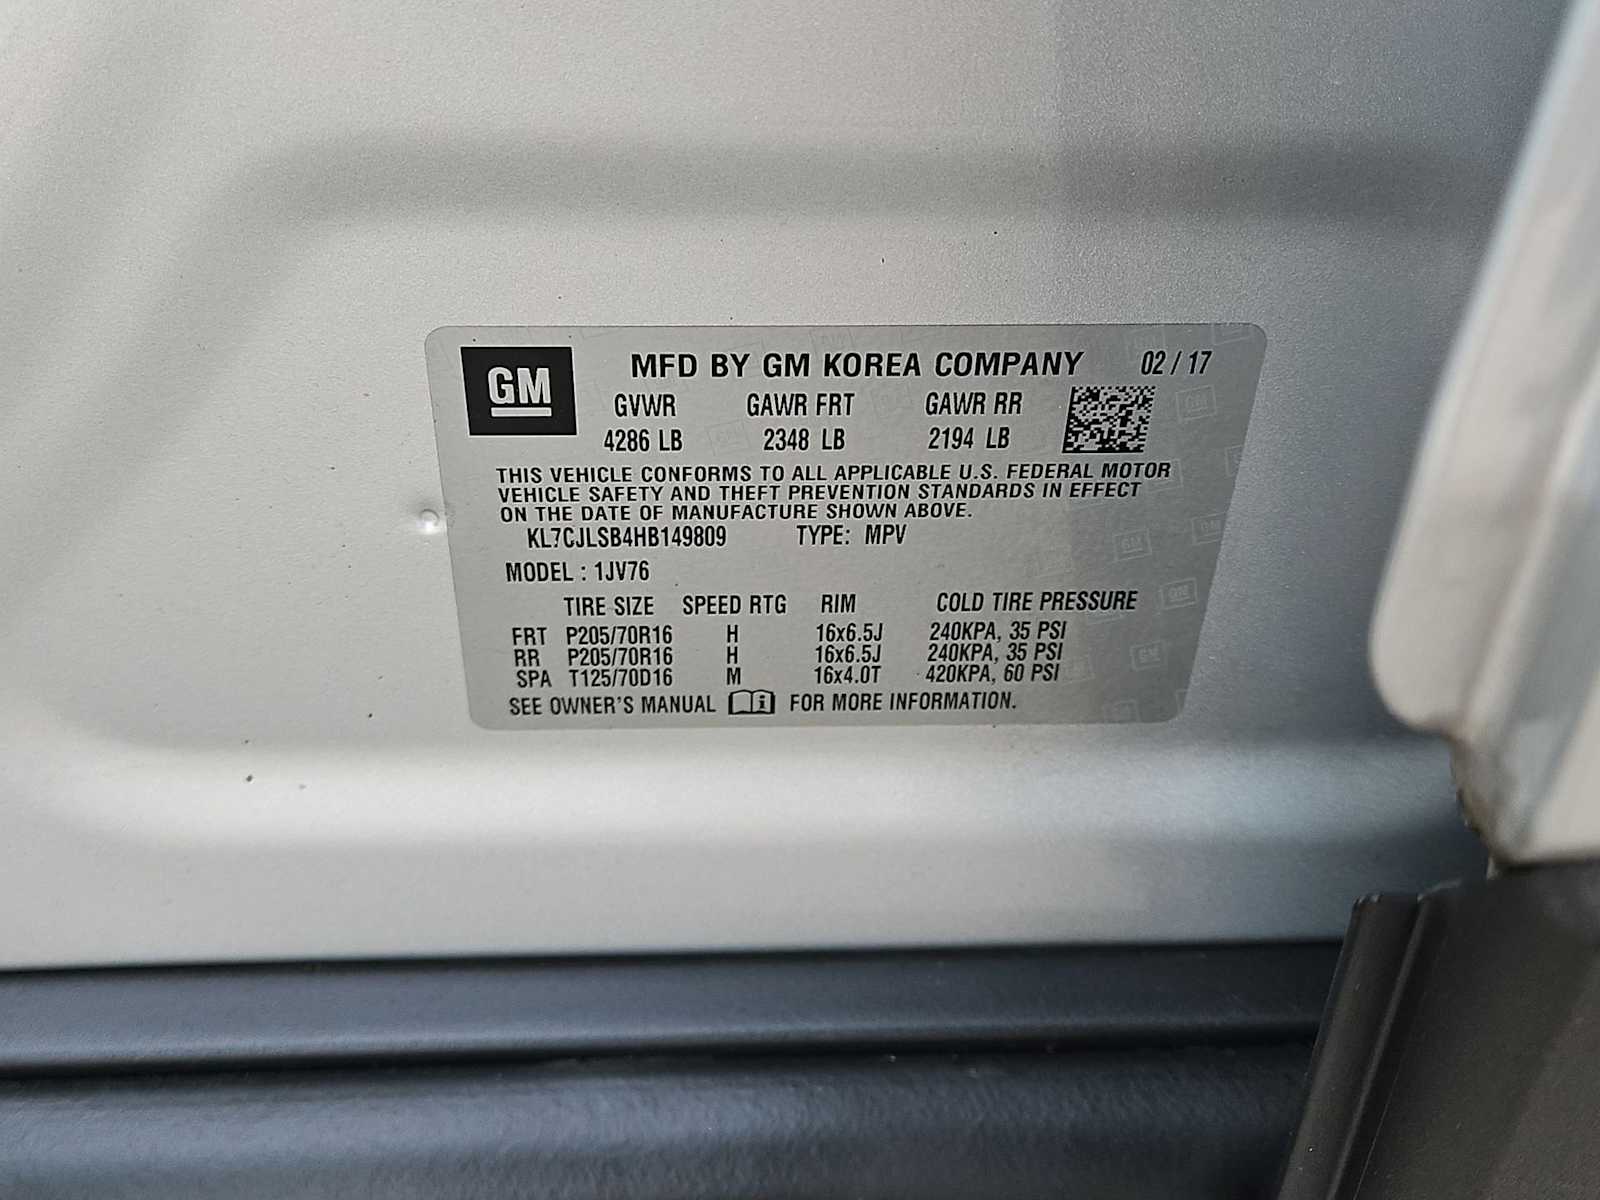 GM
MFD BY GM KOREA COMPANY 02 / 17
GVWR GAWR FRT GAWR RR
4286 LB 2348 LB 2194 LB
THIS VEHICLE CONFORMS TO ALL APPLICABLE U.S. FEDERAL MOTOR
VEHICLE SAFETY AND THEFT PREVENTION STANDARDS IN EFFECT
ON THE DATE OF MANUFACTURE SHOWN ABOVE.
KL7CJLSB4HB149809 TYPE: MPV
MODEL : 1JV76
TIRE SIZE SPEED RTG RIM COLD TIRE PRESSURE
FRT P205/70R16 H 16x6.5J 240KPA, 35 PSI
RR P205/70R16 H 16x6.5J 240KPA, 35 PSI
SPA T125/70D16 M 16x4.0T 420KPA, 60 PSI
SEE OWNER'S MANUAL i FOR MORE INFORMATION.